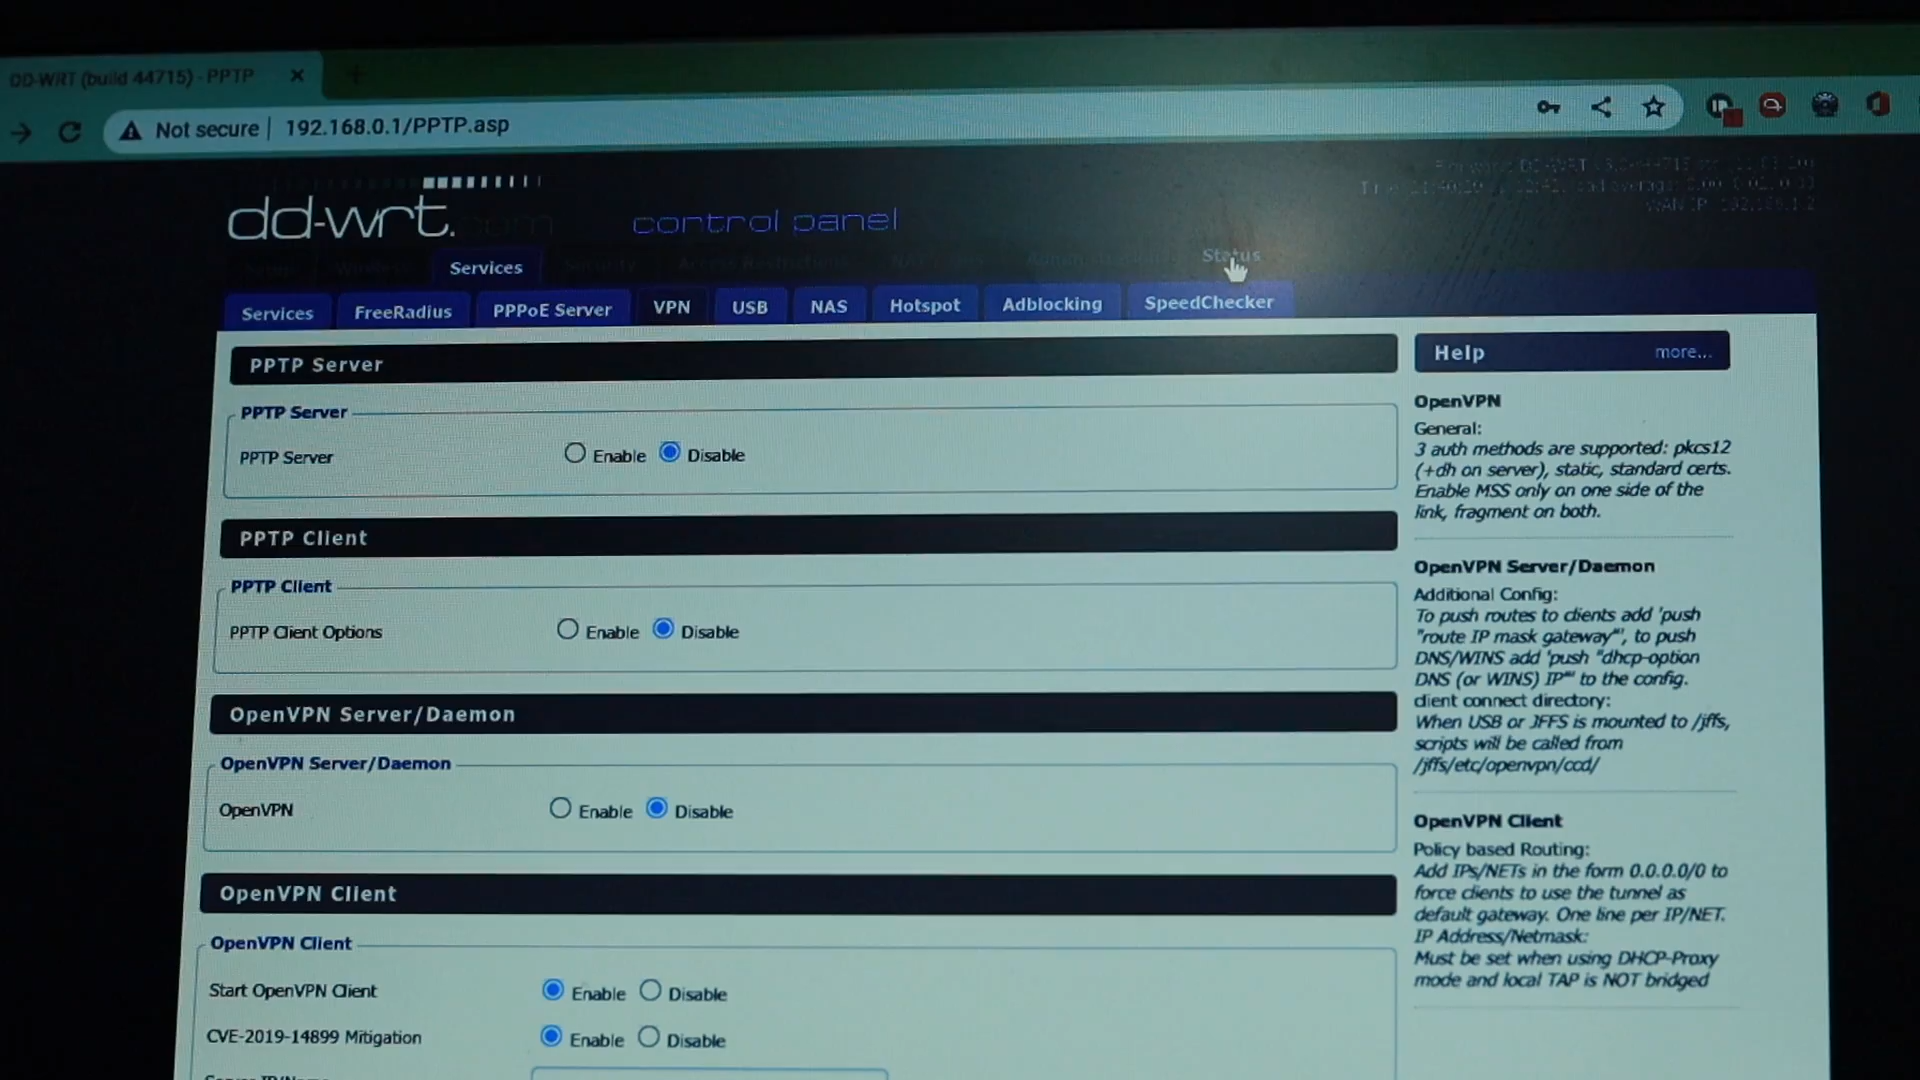 DD-WRT (build 44715) - PPTP
Not secure | 192.168.0.1/PPTP.asp
dd-wrt.com control panel
Services Security Access Restrictions Status
Services FreeRadius PPPoE Server VPN USB NAS Hotspot Adblocking SpeedChecker
PPTP Server
PPTP Server
PPTP Server Enable Disable
PPTP Client
PPTP Client
PPTP Client Options Enable Disable
OpenVPN Server/Daemon
OpenVPN Server/Daemon
OpenVPN Enable Disable
OpenVPN Client
OpenVPN Client
Start OpenVPN Client Enable Disable
CVE-2019-14899 Mitigation Enable Disable
Help more...
OpenVPN
General:
3 auth methods are supported: pkcs12
(+dh on server), static, standard certs.
Enable MSS only on one side of the
link, fragment on both.
OpenVPN Server/Daemon
Additional Config:
To push routes to clients add 'push
"route IP mask gateway"', to push
DNS/WINS add 'push "dhcp-option
DNS (or WINS) IP"' to the config.
client connect directory:
When USB or JFFS is mounted to /jffs,
scripts will be called from
/jffs/etc/openvpn/ccd/
OpenVPN Client
Policy based Routing:
Add IPs/NETs in the form 0.0.0.0/0 to
force clients to use the tunnel as
default gateway. One line per IP/NET.
IP Address/Netmask:
Must be set when using DHCP-Proxy
mode and local TAP is NOT bridged